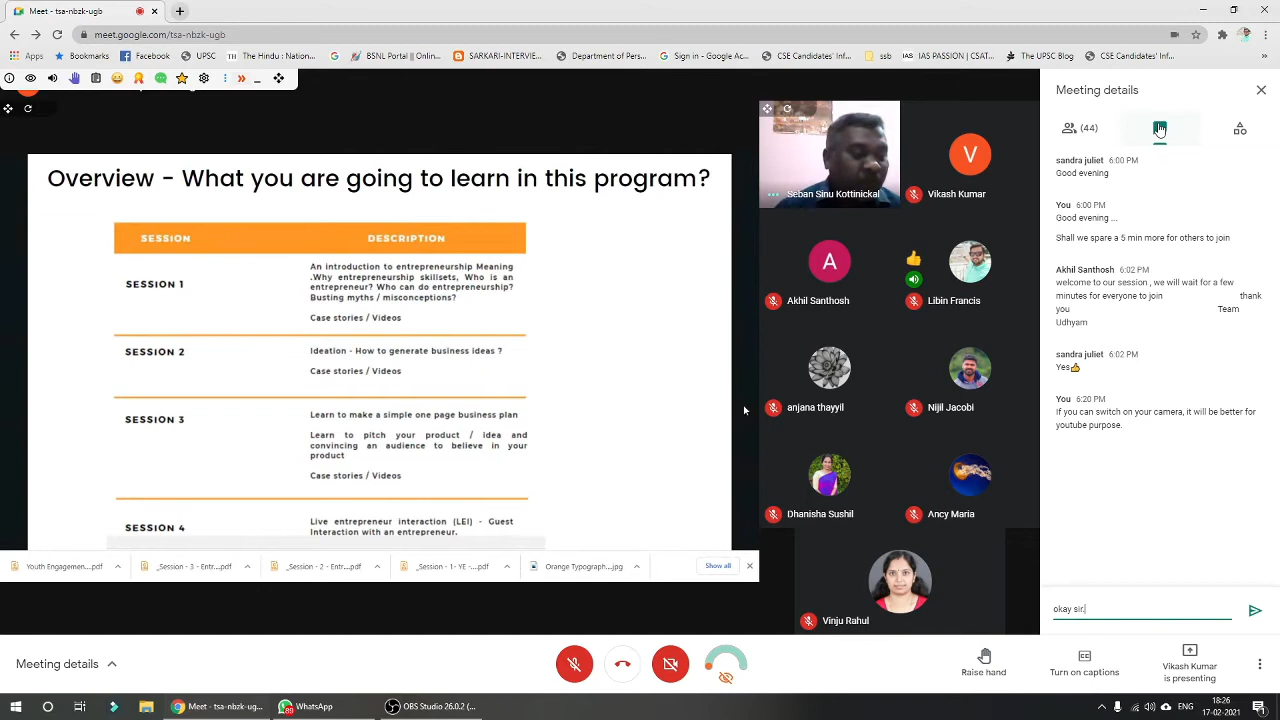 Meet - tsa-nbzk-ugb
meet.google.com/tsa-nbzk-ugb
Apps
Bookmarks
Facebook
UPSC
The Hindu : National
BSNL Portal || Onlin...
SARKARI-INTERVIE...
Department of Pers...
Sign in - Google Ac...
CSE Candidates' Inf...
ssb
IAS PASSION | CSAT...
The PIB Blog
CSE Candidates' Inf...
Overview - What you are going to learn in this program?
SESSION DESCRIPTION
SESSION 1
An introduction to entrepreneurship Meaning
.Why entrepreneurship skillsets, Who is an
entrepreneur? Who can do entrepreneurship?
Busting myths / misconceptions?
Case stories / Videos
SESSION 2
Ideation - How to generate business ideas ?
Case stories / Videos
SESSION 3
Learn to make a simple one page business plan
Learn to pitch your product / idea and
convincing an audience to believe in your
product
Case stories / Videos
SESSION 4
Live entrepreneur interaction (LEI) - Guest
Interaction with an entrepreneur.
Youth Engagemen....pdf
_Session - 3 - Entr....pdf
_Session - 2 - Entr....pdf
_Session - 1 - YE -....pdf
Orange Typograph....jpg
Show all
Seban Sinu Kottinickal
V
Vikash Kumar
A
Akhil Santhosh
Libin Francis
anjana thayyil
Nijil Jacobi
Dhanisha Sushil
Ancy Maria
Vinju Rahul
Meeting details
(44)
sandra juliet 6:00 PM
Good evening
You 6:00 PM
Good evening ...
Shall we spare a 5 min more for others to join
Akhil Santhosh 6:02 PM
welcome to our session , we will wait for a few
minutes for everyone to join thank
you Team
Udhyam
sandra juliet 6:02 PM
Yes👍
You 6:20 PM
If you can switch on your camera, it will be better for
youtube purpose.
okay sir.
Meeting details
Raise hand
Turn on captions
Vikash Kumar
is presenting
Meet - tsa-nbzk-ug...
89
WhatsApp
OBS Studio 26.0.2 (...
18:26
17-02-2021